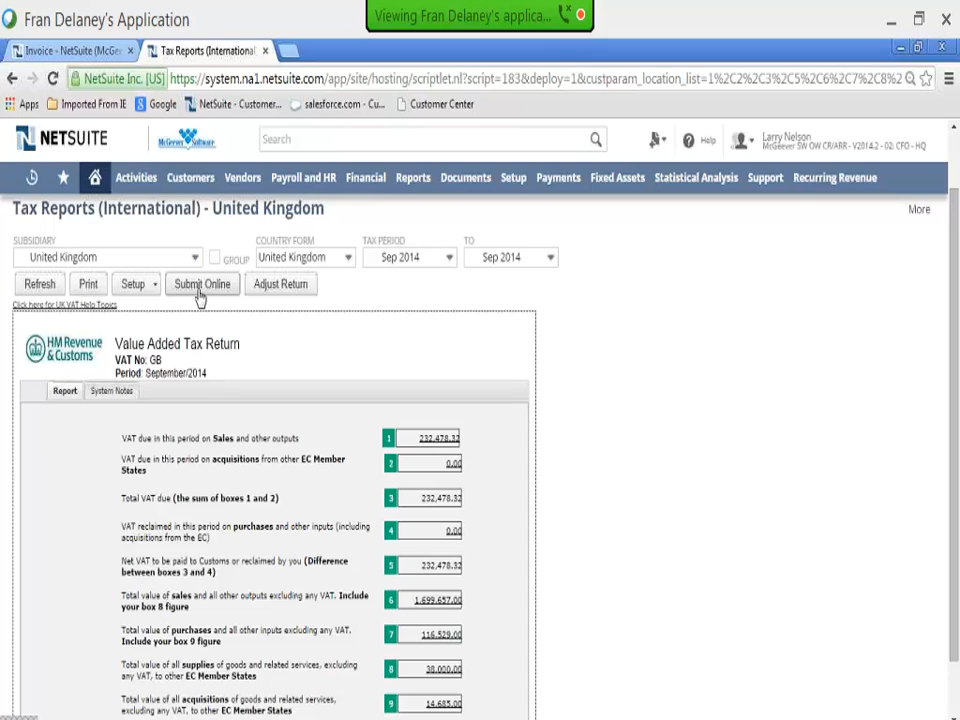 Fran Delaney's Application
Viewing Fran Delaney's applica...
Invoice - NetSuite (McGe
Tax Reports (International)
NetSuite Inc. [US] https://system.na1.netsuite.com/app/site/hosting/scriptlet.nl?script=183&deploy=1&custparam_location_list=1%2C2%2C3%2C5%2C6%2C7%2C8%2
Apps Imported From IE Google NetSuite - Customer... salesforce.com - Cu... Customer Center
NETSUITE McGeever Software Search Help Larry Nelson
McGeever SW OW CR/ARR - V2014.2 - 02: CFO - HQ
Activities Customers Vendors Payroll and HR Financial Reports Documents Setup Payments Fixed Assets Statistical Analysis Support Recurring Revenue
Tax Reports (International) - United Kingdom More
SUBSIDIARY COUNTRY FORM TAX PERIOD TO
United Kingdom GROUP United Kingdom Sep 2014 Sep 2014
Refresh Print Setup Submit Online Adjust Return
Click here for UK VAT Help Topics
HM Revenue & Customs
Value Added Tax Return
VAT No: GB
Period: September/2014
Report System Notes
VAT due in this period on Sales and other outputs 1 232,478.32
VAT due in this period on acquisitions from other EC Member
States 2 0.00
Total VAT due (the sum of boxes 1 and 2) 3 232,478.32
VAT reclaimed in this period on purchases and other inputs (including
acquisitions from the EC) 4 0.00
Net VAT to be paid to Customs or reclaimed by you (Difference
between boxes 3 and 4) 5 232,478.32
Total value of sales and all other outputs excluding any VAT. Include
your box 8 figure 6 1,699,657.00
Total value of purchases and all other inputs excluding any VAT.
Include your box 9 figure 7 116,529.00
Total value of all supplies of goods and related services, excluding
any VAT, to other EC Member States 8 38,000.00
Total value of all acquisitions of goods and related services,
excluding any VAT, to other EC Member States 9 14,685.00